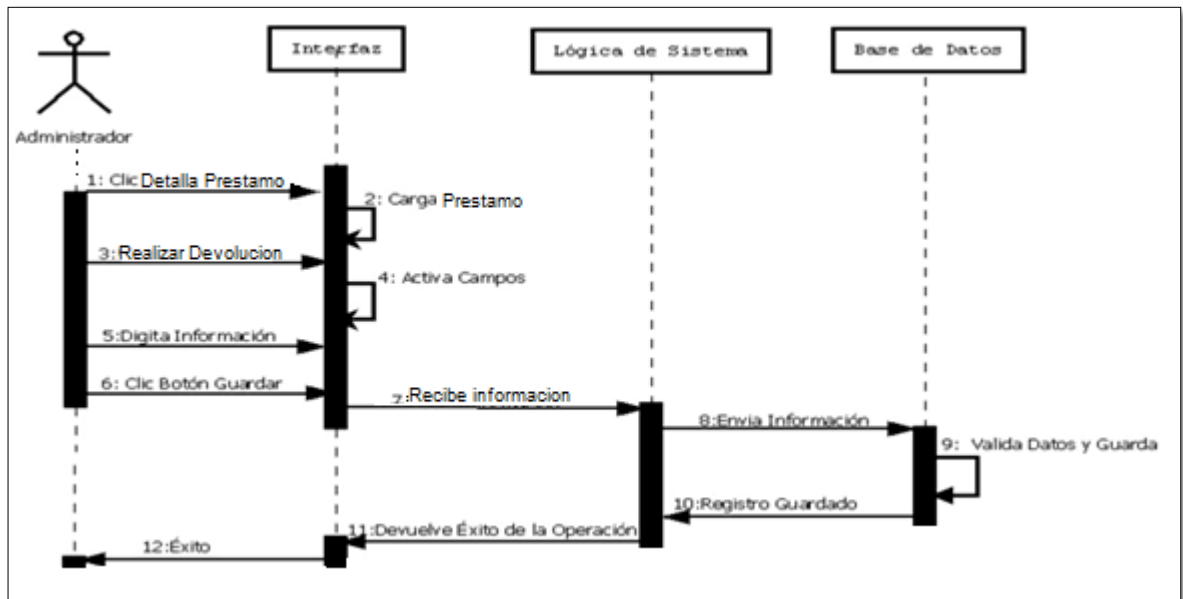 Interfaz
Lógica de Sistema
Base de Datos
Administrador
1: Clic Detalla Prestamo
2: Carga Prestamo
3:Realizar Devolucion
4: Activa Campos
5:Digita Información
6: Clic Botón Guardar
7:Recibe informacion
8:Envia Información
9: Valida Datos y Guarda
10:Registro Guardado
11:Devuelve Éxito de la Operación
12:Éxito